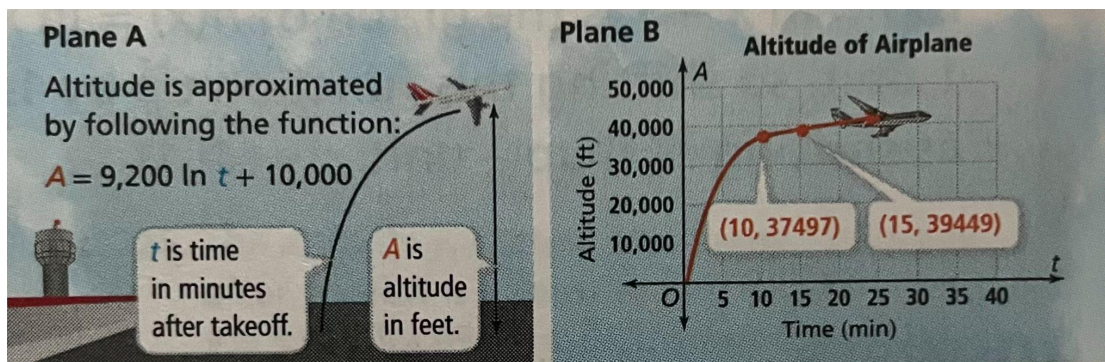 Plane A
Altitude is approximated
by following the function:
A = 9,200 ln t + 10,000
t is time
in minutes
after takeoff.
A is
altitude
in feet.
Plane B
Altitude of Airplane
A
50,000
40,000
30,000
20,000
10,000
Altitude (ft)
(10, 37497)
(15, 39449)
t
O 5 10 15 20 25 30 35 40
Time (min)